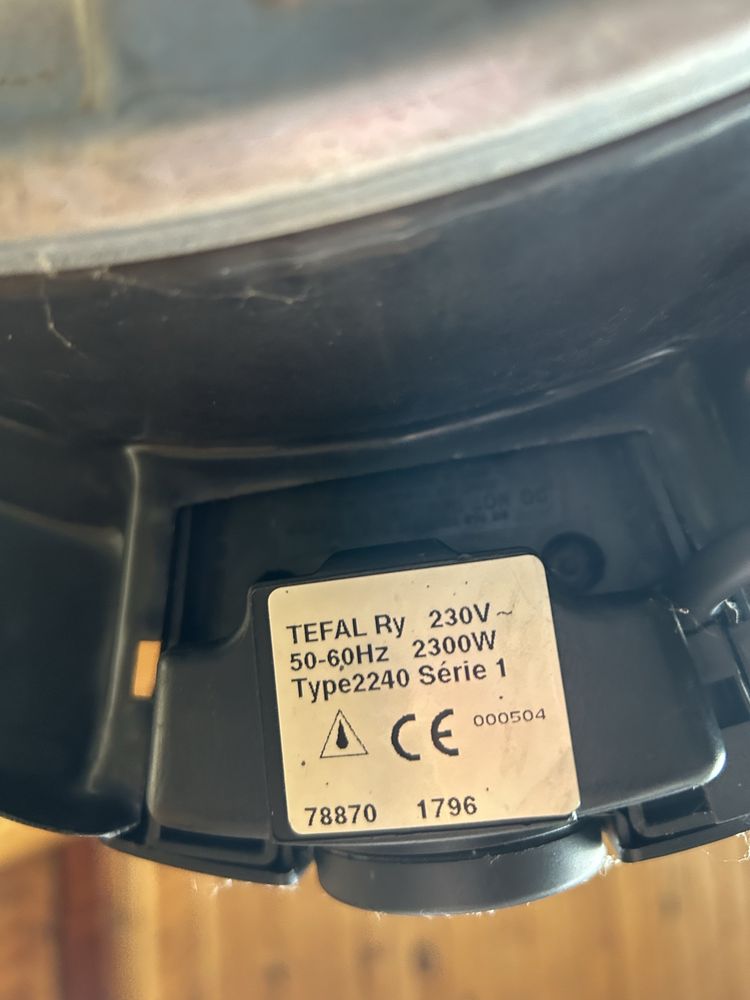 TEFAL Ry 230V~
50-60Hz 2300W
Type2240 Série 1
CE 000504
78870 1796